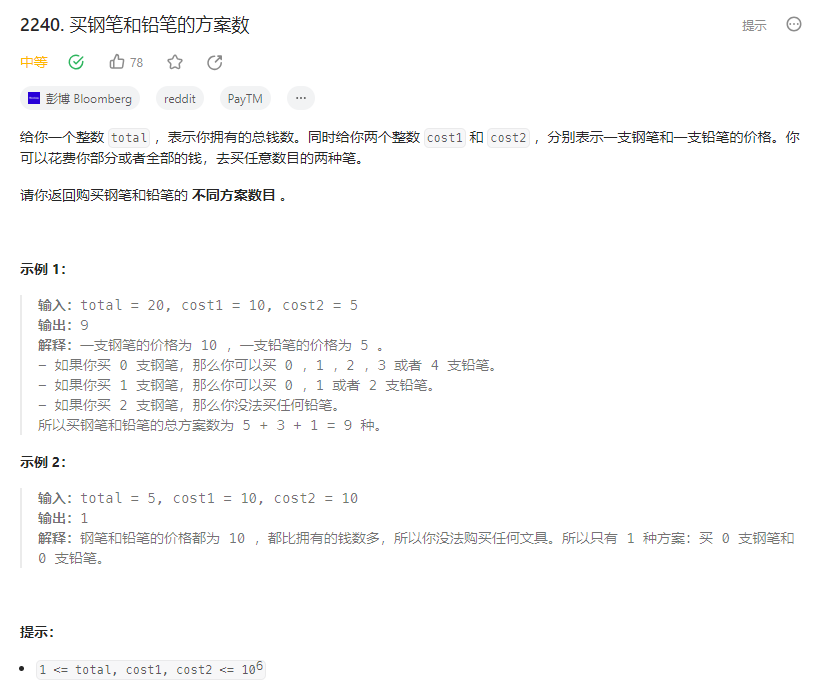 2240. 买钢笔和铅笔的方案数
提示
中等
78
彭博 Bloomberg
reddit
PayTM
给你一个整数 total ，表示你拥有的总钱数。同时给你两个整数 cost1 和 cost2 ，分别表示一支钢笔和一支铅笔的价格。你
可以花费你部分或者全部的钱，去买任意数目的两种笔。
请你返回购买钢笔和铅笔的 不同方案数目 。
示例 1：
输入：total = 20, cost1 = 10, cost2 = 5
输出：9
解释：一支钢笔的价格为 10 ，一支铅笔的价格为 5 。
- 如果你买 0 支钢笔，那么你可以买 0 ，1 ，2 ，3 或者 4 支铅笔。
- 如果你买 1 支钢笔，那么你可以买 0 ，1 或者 2 支铅笔。
- 如果你买 2 支钢笔，那么你没法买任何铅笔。
所以买钢笔和铅笔的总方案数为 5 + 3 + 1 = 9 种。
示例 2：
输入：total = 5, cost1 = 10, cost2 = 10
输出：1
解释：钢笔和铅笔的价格都为 10 ，都比拥有的钱数多，所以你没法购买任何文具。所以只有 1 种方案：买 0 支钢笔和
0 支铅笔。
提示：
1 <= total, cost1, cost2 <= 10⁶